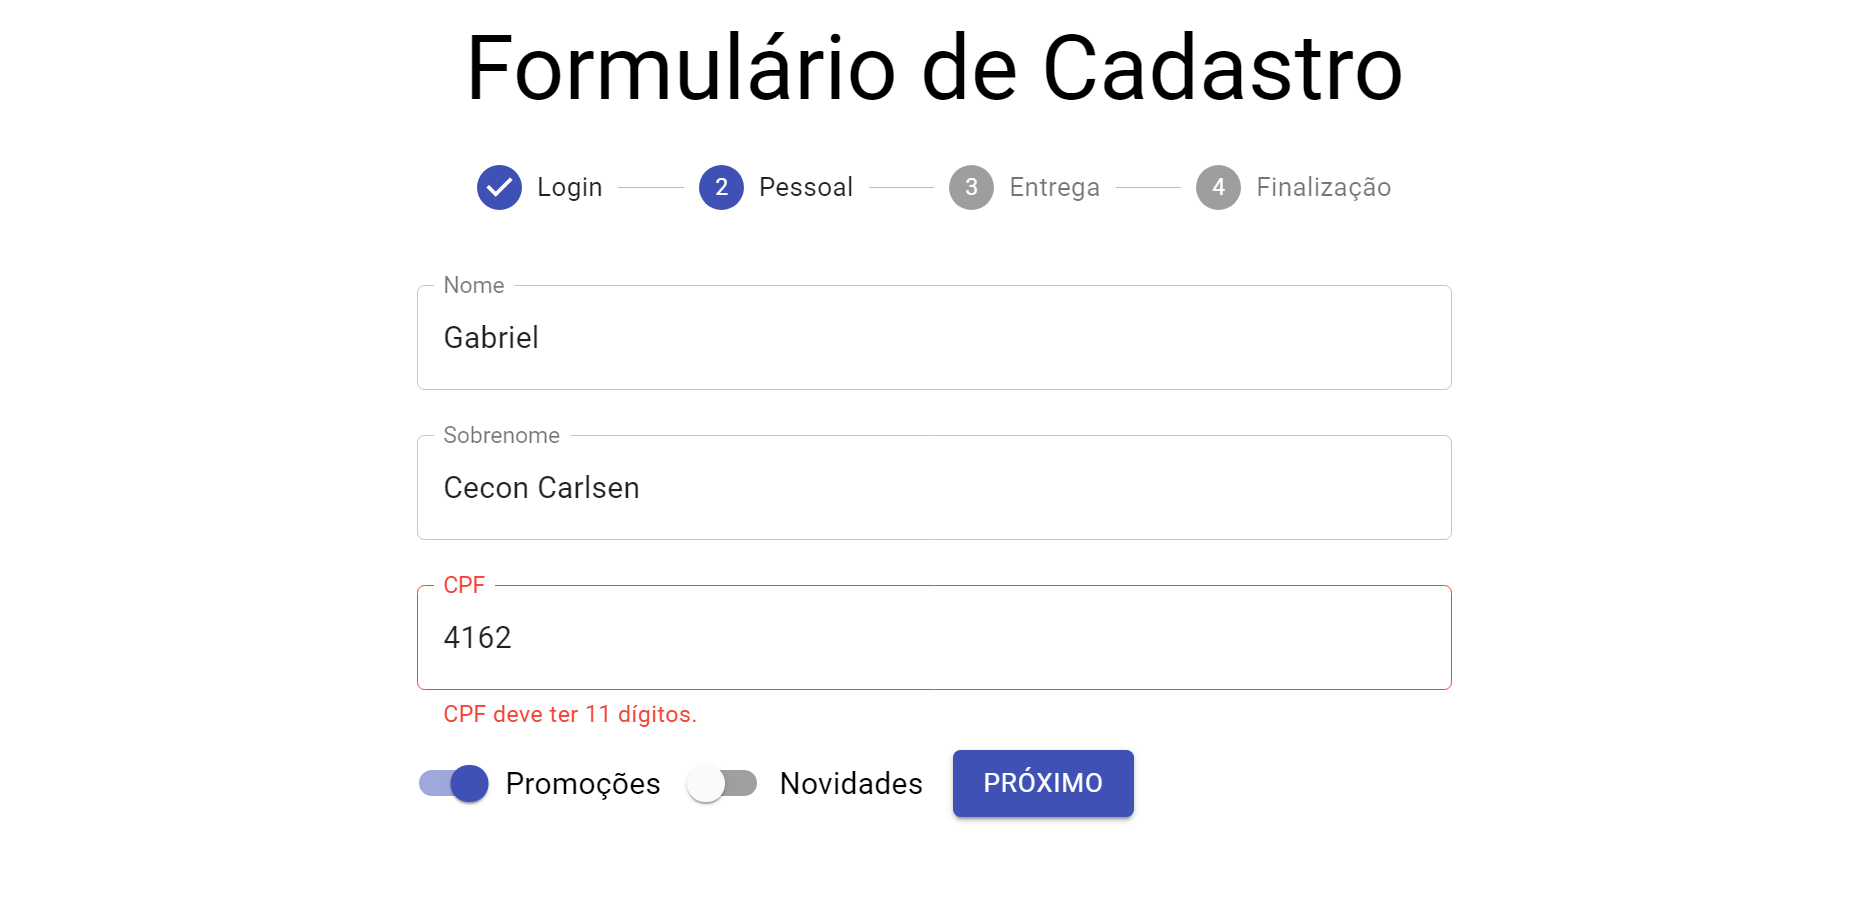 Formulário de Cadastro
Login 2 Pessoal 3 Entrega 4 Finalização
Nome
Gabriel
Sobrenome
Cecon Carlsen
CPF
4162
CPF deve ter 11 dígitos.
Promoções Novidades PRÓXIMO